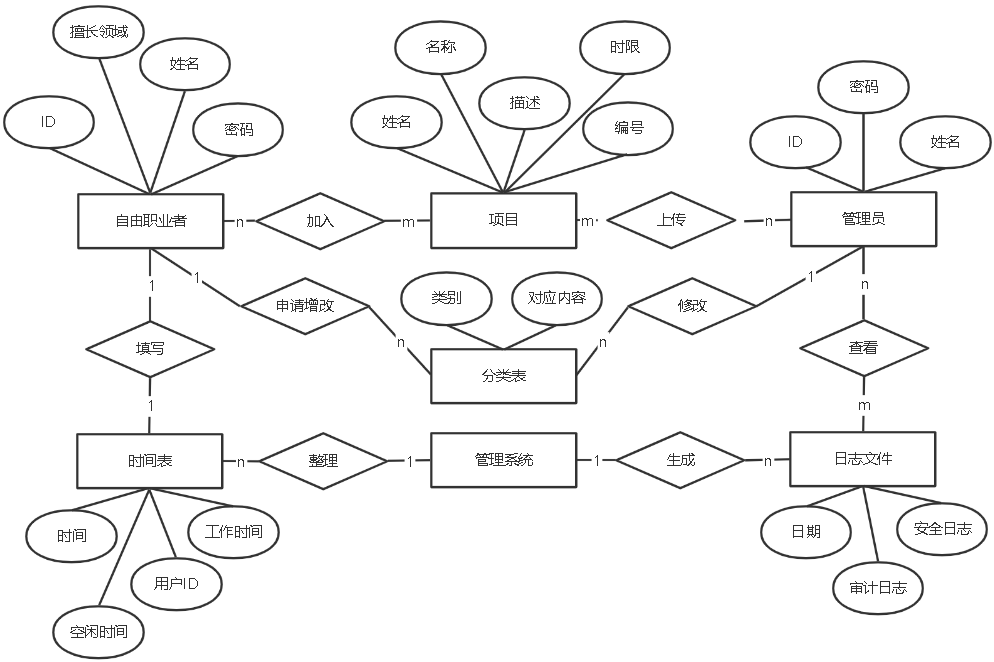 擅长领域
姓名
ID
密码
名称
时限
描述
姓名
编号
密码
ID
姓名
自由职业者
n
加入
m
项目
m
上传
n
管理员
1
1
申请增改
类别
对应内容
修改
1
n
填写
n
分类表
n
查看
1
m
时间表
n
整理
1
管理系统
1
生成
n
日志文件
时间
工作时间
用户ID
空闲时间
日期
安全日志
审计日志